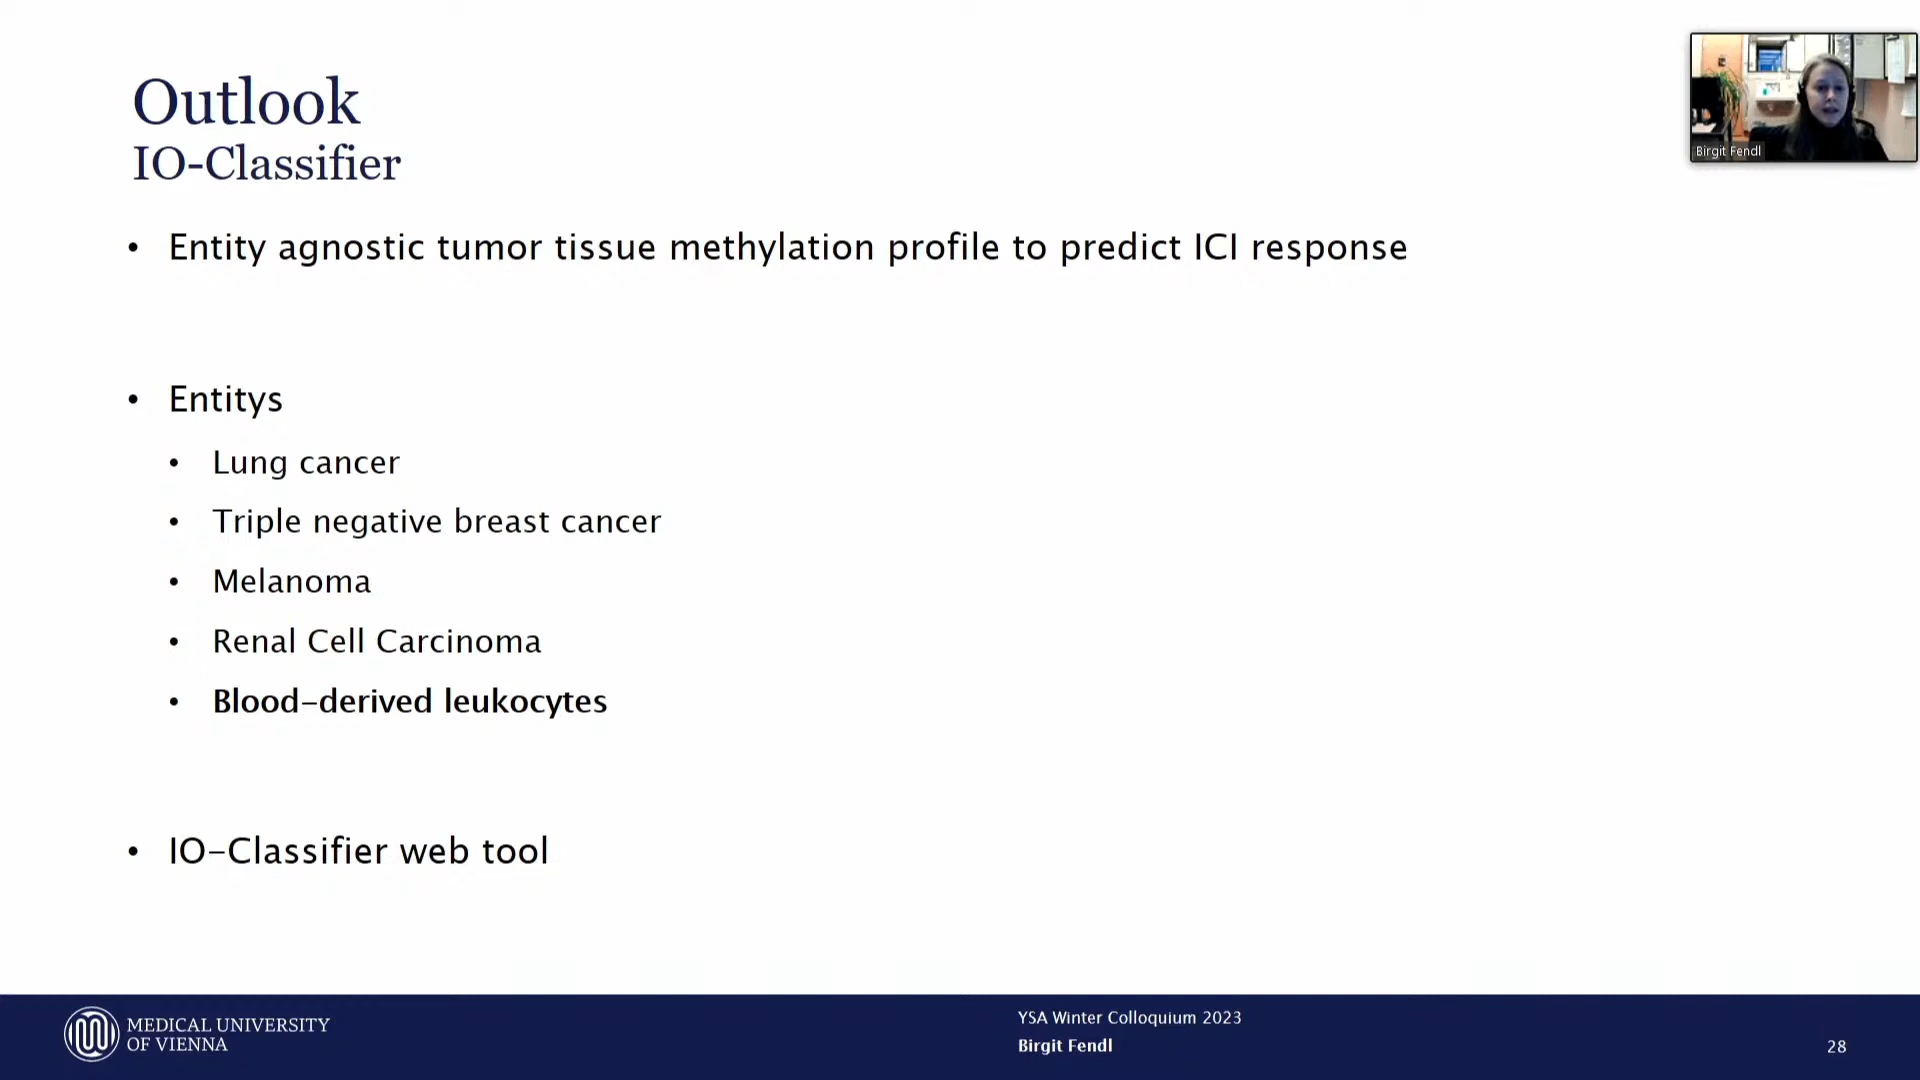 Outlook
IO-Classifier
Birgit Fendl
• Entity agnostic tumor tissue methylation profile to predict ICI response
• Entitys
• Lung cancer
• Triple negative breast cancer
• Melanoma
• Renal Cell Carcinoma
• Blood-derived leukocytes
• IO-Classifier web tool
MEDICAL UNIVERSITY
OF VIENNA
YSA Winter Colloquium 2023
Birgit Fendl
28